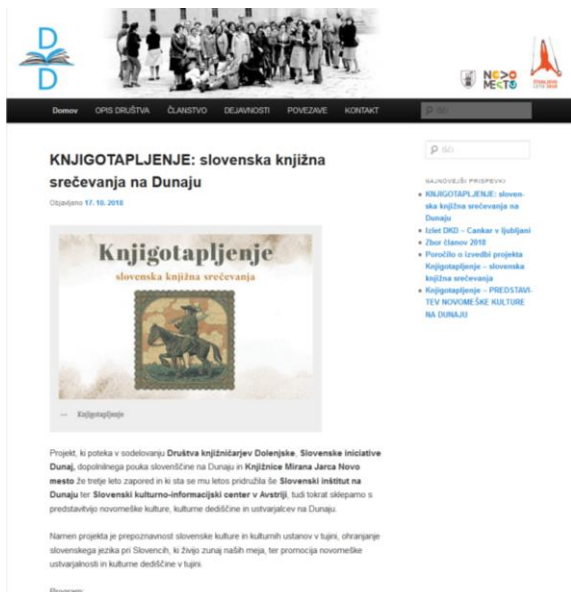 D
D
NOVO
MESTO
Domov OPIS DRUŠTVA ČLANSTVO DEJAVNOSTI POVEZAVE KONTAKT Išči
KNJIGOTAPLJENJE: slovenska knjižna
srečevanja na Dunaju
Objavljeno 17. 10. 2018
Knjigotapljenje
slovenska knjižna srečevanja
— Knjigotapljenje
Projekt, ki poteka v sodelovanju Društva knjižničarjev Dolenjske, Slovenske iniciative
Dunaj, dopolnilnega pouka slovenščine na Dunaju in Knjižnice Mirana Jarca Novo
mesto že tretje leto zapored in ki sta se mu letos pridružila še Slovenski inštitut na
Dunaju ter Slovenski kulturno-informacijski center v Avstriji, tudi tokrat sklepamo s
predstavitvijo novomeške kulture, kulturne dediščine in ustvarjalcev na Dunaju.
Namen projekta je prepoznavnost slovenske kulture in kulturnih ustanov v tujini, ohranjanje
slovenskega jezika pri Slovencih, ki živijo zunaj naših meja, ter promocija novomeške
ustvarjalnosti in kulturne dediščine v tujini.
Program:
Išči
NAJNOVEJŠI PRISPEVKI
KNJIGOTAPLJENJE: sloven-
ska knjižna srečevanja na
Dunaju
Izlet DKD – Cankar v ljubljani
Zbor članov 2018
Poročilo o izvedbi projekta
Knjigotapljenje – slovenska
knjižna srečevanja
Knjigotapljenje – PREDSTAVI-
TEV NOVOMEŠKE KULTURE
NA DUNAJU